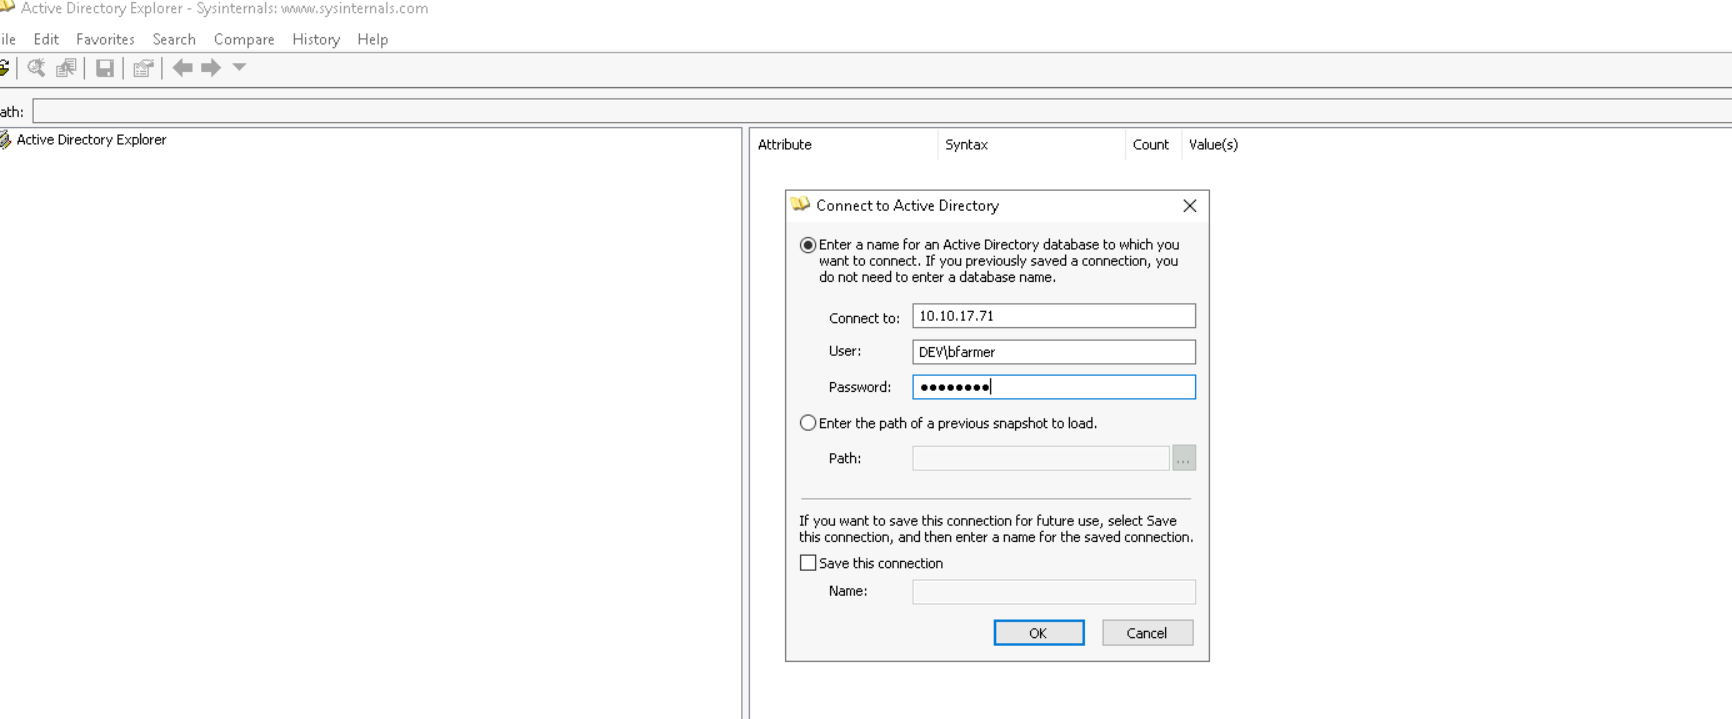 Active Directory Explorer - Sysinternals: www.sysinternals.com
ile Edit Favorites Search Compare History Help
ath:
Active Directory Explorer
Attribute Syntax Count Value(s)
Connect to Active Directory
Enter a name for an Active Directory database to which you
want to connect. If you previously saved a connection, you
do not need to enter a database name.
Connect to: 10.10.17.71
User: DEV\bfarmer
Password: ●●●●●●●●
Enter the path of a previous snapshot to load.
Path: ...
If you want to save this connection for future use, select Save
this connection, and then enter a name for the saved connection.
Save this connection
Name:
OK Cancel